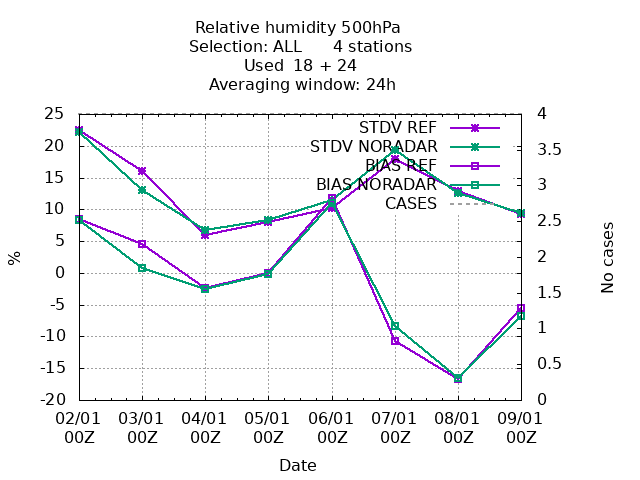 Relative humidity 500hPa
Selection: ALL      4 stations
Used  18 + 24
Averaging window: 24h
25
20
15
10
5
0
-5
-10
-15
-20
%
STDV REF
STDV NORADAR
BIAS REF
BIAS NORADAR
CASES
4
3.5
3
2.5
2
1.5
1
0.5
0
No cases
02/01 03/01 04/01 05/01 06/01 07/01 08/01 09/01
00Z 00Z 00Z 00Z 00Z 00Z 00Z 00Z
Date